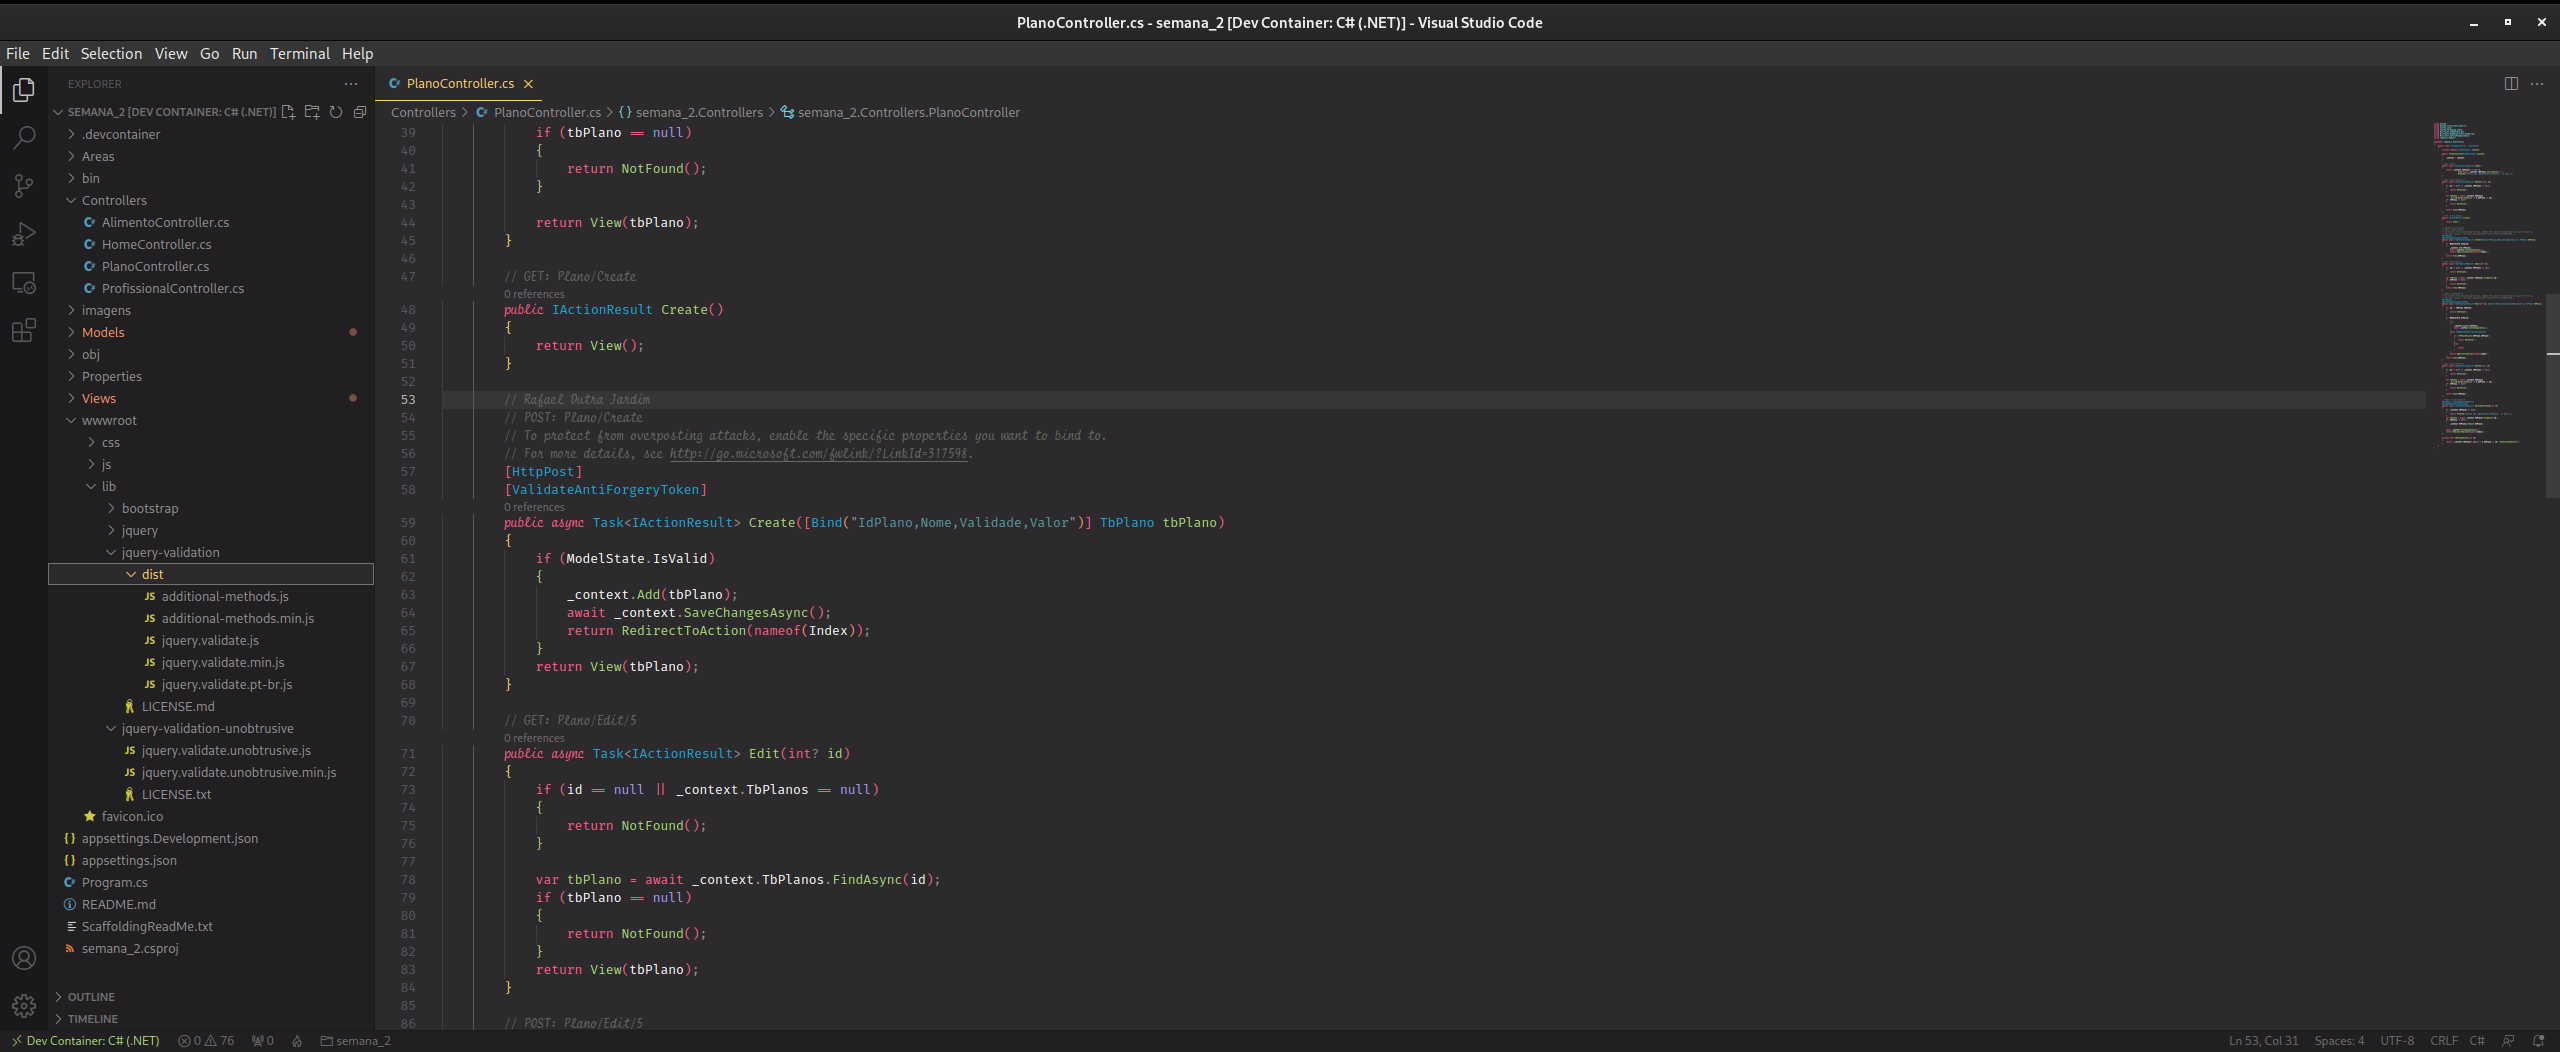 PlanoController.cs - semana_2 [Dev Container: C# (.NET)] - Visual Studio Code
File Edit Selection View Go Run Terminal Help
EXPLORER
SEMANA_2 [DEV CONTAINER: C# (.NET)]
.devcontainer
Areas
bin
Controllers
AlimentoController.cs
HomeController.cs
PlanoController.cs
ProfissionalController.cs
imagens
Models
obj
Properties
Views
wwwroot
css
js
lib
bootstrap
jquery
jquery-validation
dist
JS additional-methods.js
JS additional-methods.min.js
JS jquery.validate.js
JS jquery.validate.min.js
JS jquery.validate.pt-br.js
LICENSE.md
jquery-validation-unobtrusive
JS jquery.validate.unobtrusive.js
JS jquery.validate.unobtrusive.min.js
LICENSE.txt
favicon.ico
{} appsettings.Development.json
{} appsettings.json
Program.cs
README.md
ScaffoldingReadMe.txt
semana_2.csproj
OUTLINE
TIMELINE
PlanoController.cs
Controllers > PlanoController.cs > {} semana_2.Controllers > semana_2.Controllers.PlanoController
39 if (tbPlano == null)
40 {
41 return NotFound();
42 }
43
44 return View(tbPlano);
45 }
46
47 // GET: Plano/Create
0 references
48 public IActionResult Create()
49 {
50 return View();
51 }
52
53 // Rafael Dutra Jardim
54 // POST: Plano/Create
55 // To protect from overposting attacks, enable the specific properties you want to bind to.
56 // For more details, see http://go.microsoft.com/fwlink/?LinkId=317598.
57 [HttpPost]
58 [ValidateAntiForgeryToken]
0 references
59 public async Task<IActionResult> Create([Bind("IdPlano,Nome,Validade,Valor")] TbPlano tbPlano)
60 {
61 if (ModelState.IsValid)
62 {
63 _context.Add(tbPlano);
64 await _context.SaveChangesAsync();
65 return RedirectToAction(nameof(Index));
66 }
67 return View(tbPlano);
68 }
69
70 // GET: Plano/Edit/5
0 references
71 public async Task<IActionResult> Edit(int? id)
72 {
73 if (id == null || _context.TbPlanos == null)
74 {
75 return NotFound();
76 }
77
78 var tbPlano = await _context.TbPlanos.FindAsync(id);
79 if (tbPlano == null)
80 {
81 return NotFound();
82 }
83 return View(tbPlano);
84 }
85
86 // POST: Plano/Edit/5
Dev Container: C# (.NET) 0 76 0 semana_2 Ln 53, Col 31 Spaces: 4 UTF-8 CRLF C#